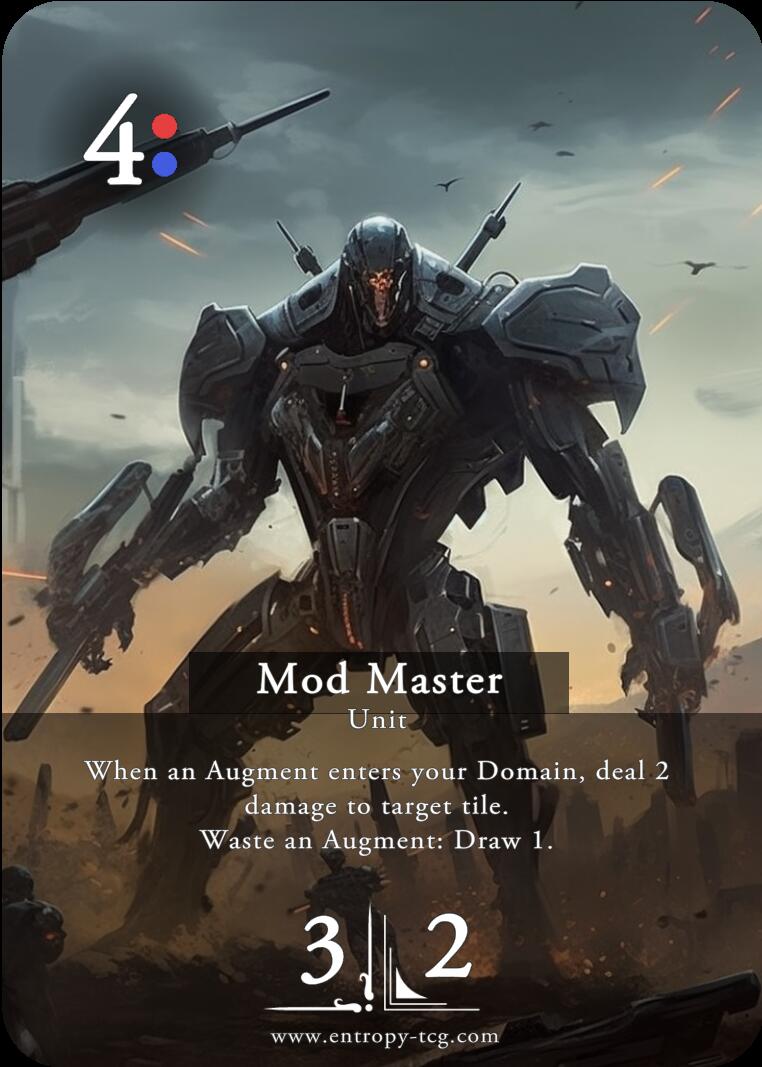 4
Mod Master
Unit
When an Augment enters your Domain, deal 2
damage to target tile.
Waste an Augment: Draw 1.
3 2
www.entropy-tcg.com